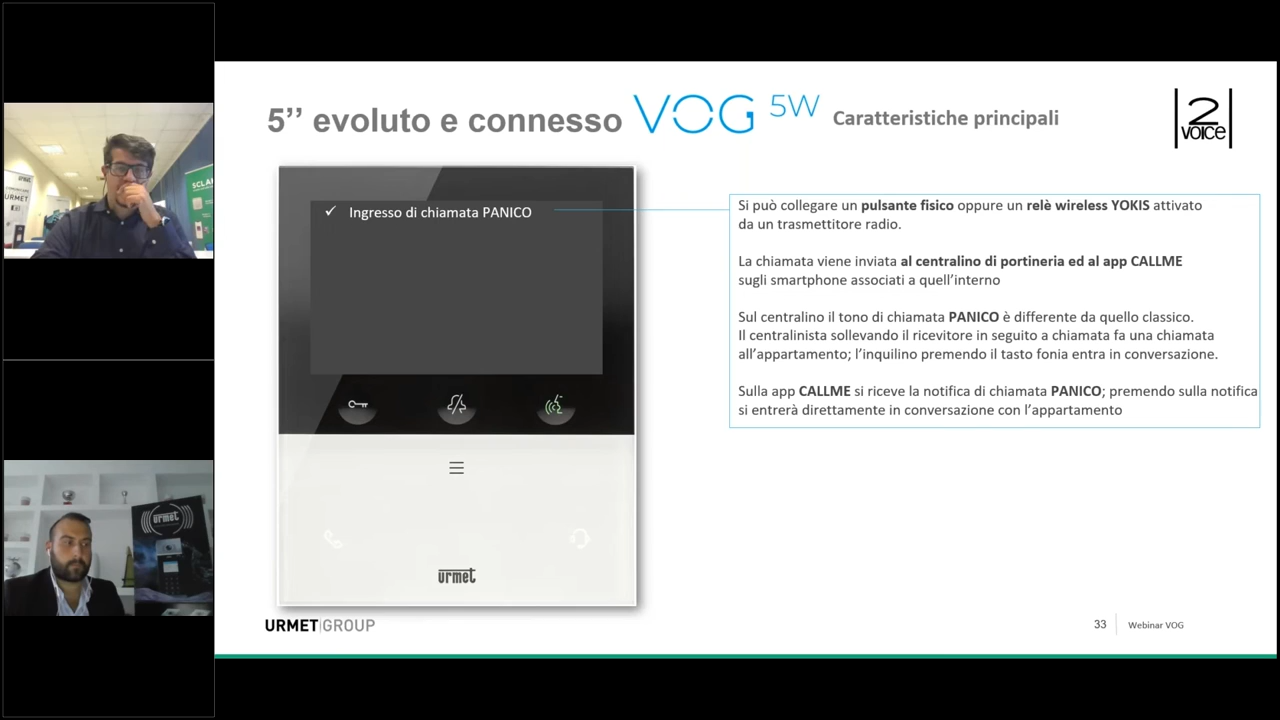 5’’ evoluto e connesso VOG 5W Caratteristiche principali
2 VOICE
✓ Ingresso di chiamata PANICO
Si può collegare un pulsante fisico oppure un relè wireless YOKIS attivato
da un trasmettitore radio.
La chiamata viene inviata al centralino di portineria ed al app CALLME
sugli smartphone associati a quell’interno
Sul centralino il tono di chiamata PANICO è differente da quello classico.
Il centralinista sollevando il ricevitore in seguito a chiamata fa una chiamata
all’appartamento; l’inquilino premendo il tasto fonia entra in conversazione.
Sulla app CALLME si riceve la notifica di chiamata PANICO; premendo sulla notifica
si entrerà direttamente in conversazione con l’appartamento
urmet
URMET GROUP
33
Webinar VOG
URMET
SCLA
urmet